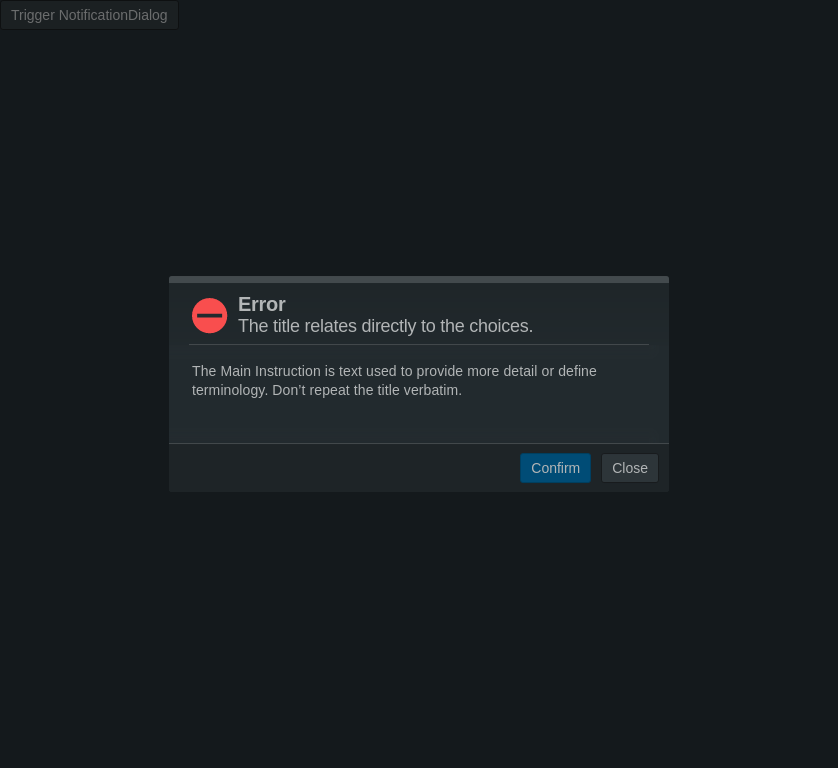 Trigger NotificationDialog
Error
The title relates directly to the choices.
The Main Instruction is text used to provide more detail or define
terminology. Don’t repeat the title verbatim.
Confirm
Close